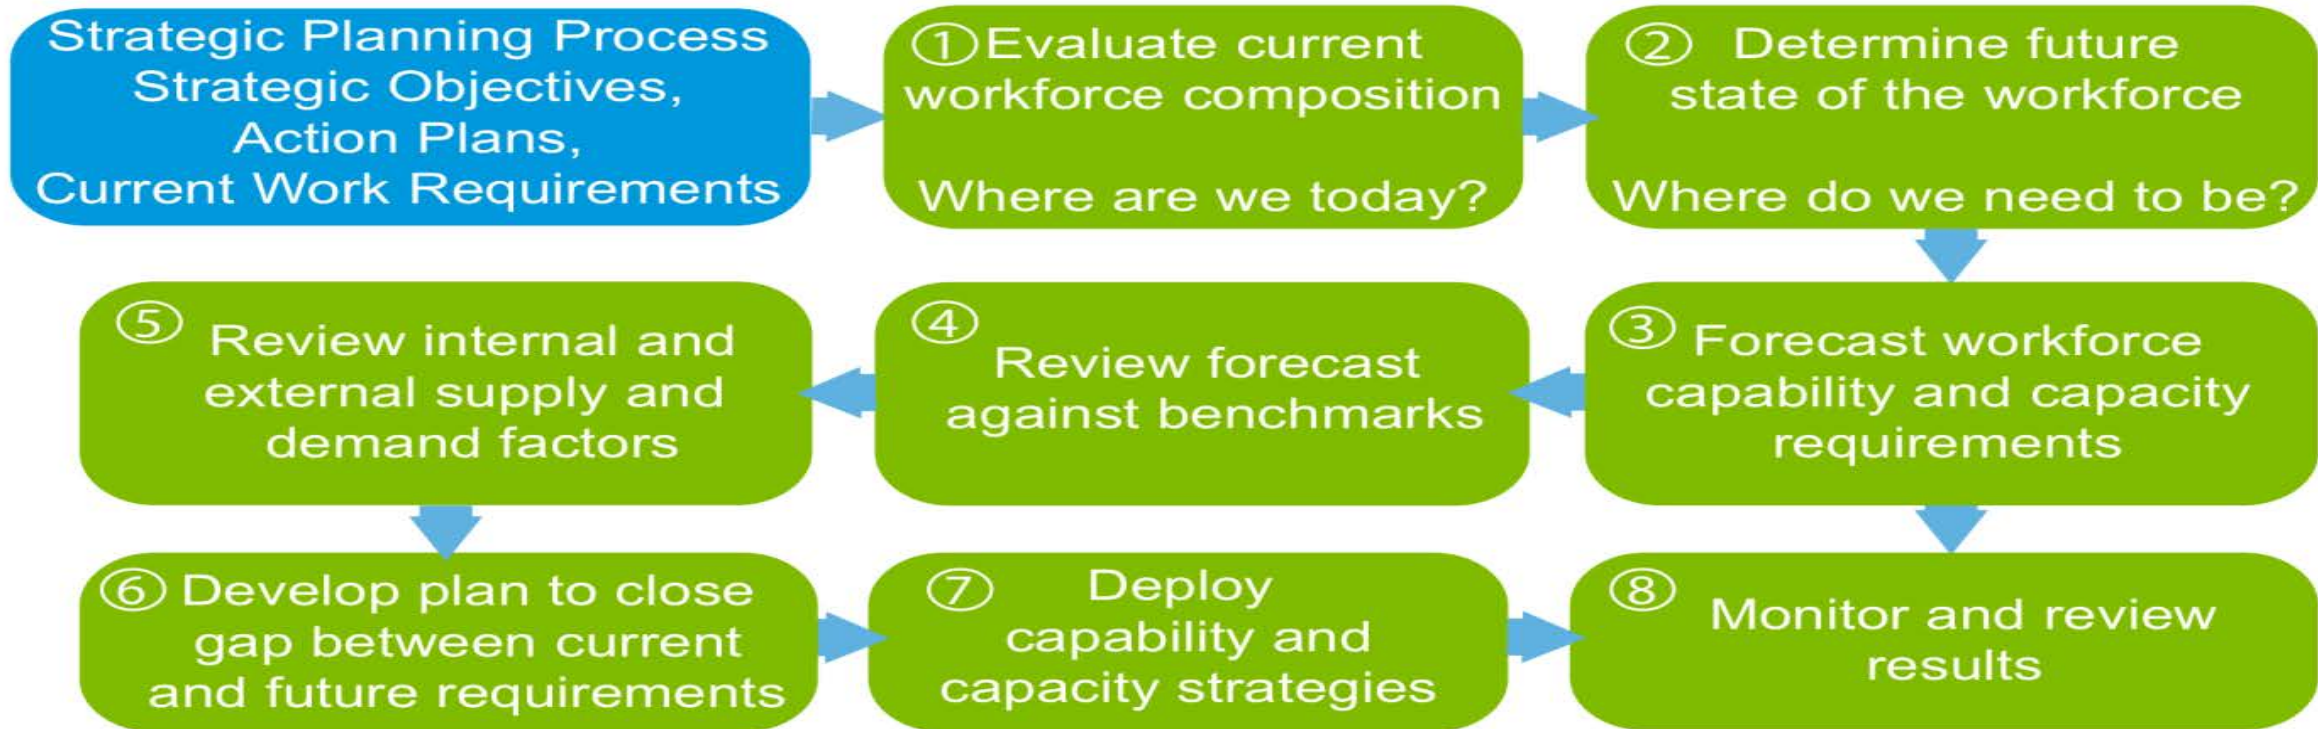 Strategic Planning Process
Strategic Objectives,
Action Plans,
Current Work Requirements
① Evaluate current
workforce composition
Where are we today?
② Determine future
state of the workforce
Where do we need to be?
③ Forecast workforce
capability and capacity
requirements
④
Review forecast
against benchmarks
⑤ Review internal and
external supply and
demand factors
⑥ Develop plan to close
gap between current
and future requirements
⑦ Deploy
capability and
capacity strategies
⑧ Monitor and review
results